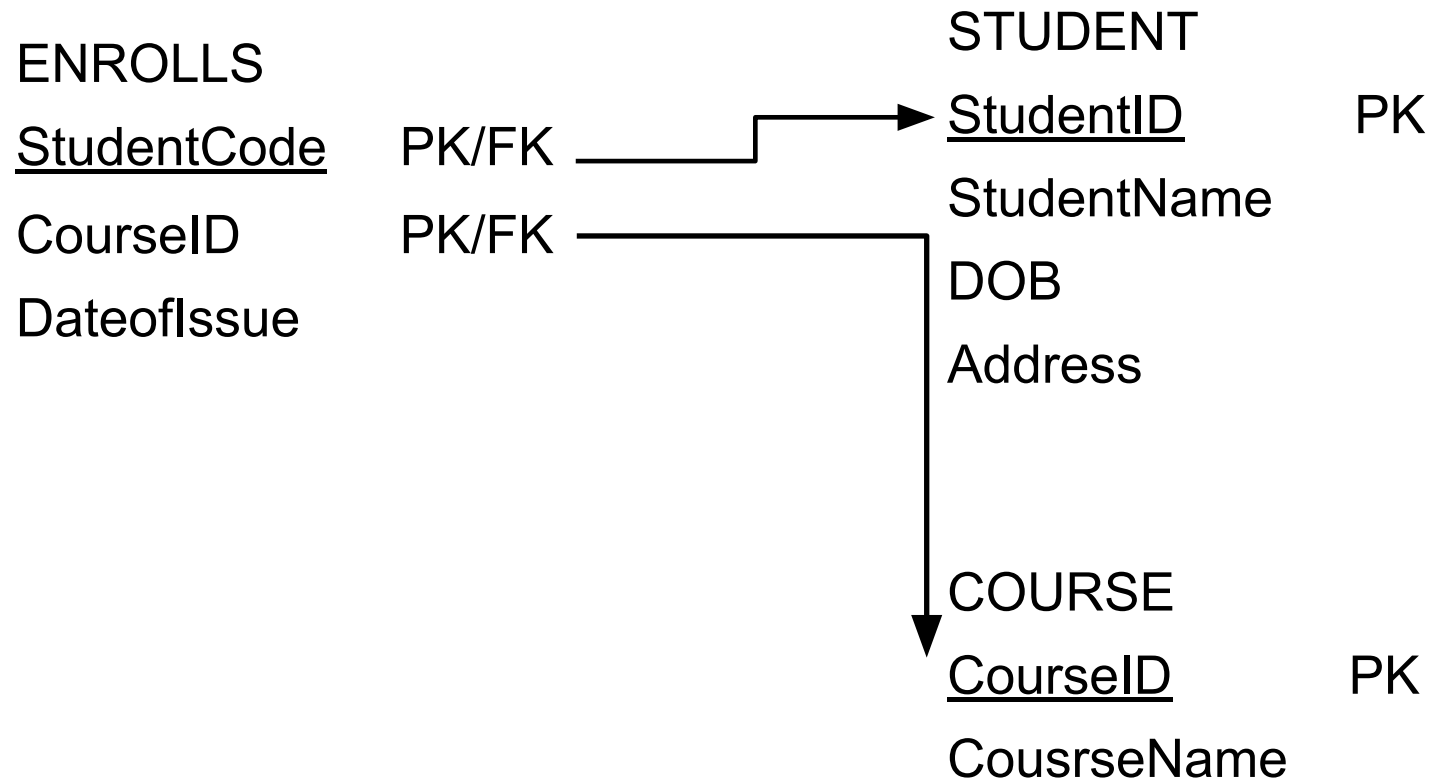 ENROLLS
StudentCode PK/FK
CourseID PK/FK
DateofIssue
STUDENT
StudentID PK
StudentName
DOB
Address
COURSE
CourseID PK
CousrseName